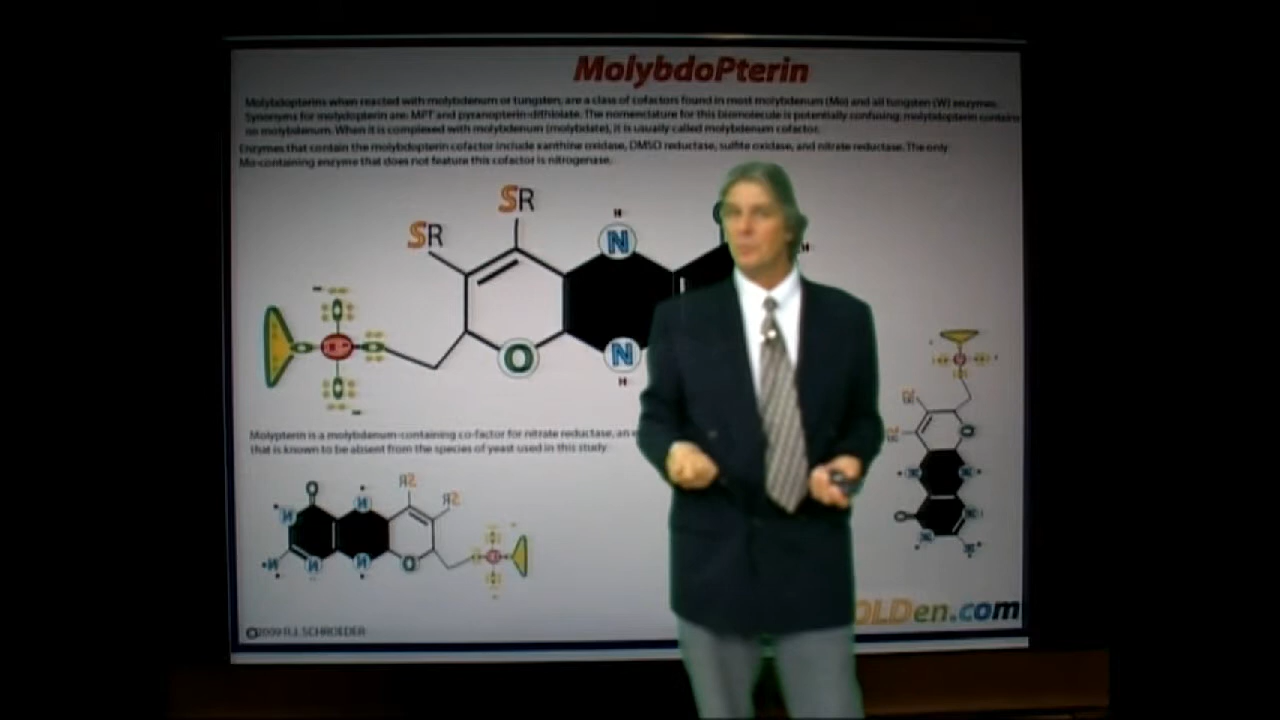 MolybdoPterin
Molybdopterins when reacted with molybdenum or tungsten, are a class of cofactors found in most molybdenum (Mo) and all tungsten (W) enzymes.
Synonyms for molydopterin are: MPT and pyranopterin-dithiolate. The nomenclature for this biomolecule is potentially confusing: molybtdopterin contains
no molybdenum. When it is complexed with molybdenum (molybdate), it is usually called molybdenum cofactor.
Enzymes that contain the molybdopterin cofactor include xanthine oxidase, DMSO reductase, sulfite oxidase, and nitrate reductase. The only
Mo-containing enzyme that does not feature this cofactor is nitrogenase.
SR
SR
H
N
H
O
N
H
Molypterin is a molybdenum-containing co-factor for nitrate reductase, an
that is known to be absent from the species of yeast used in this study
SR
SR
O
N
N
O
N
N
N
SR
SR
O
O
OLDen.com
©2009 R.J. SCHROEDER